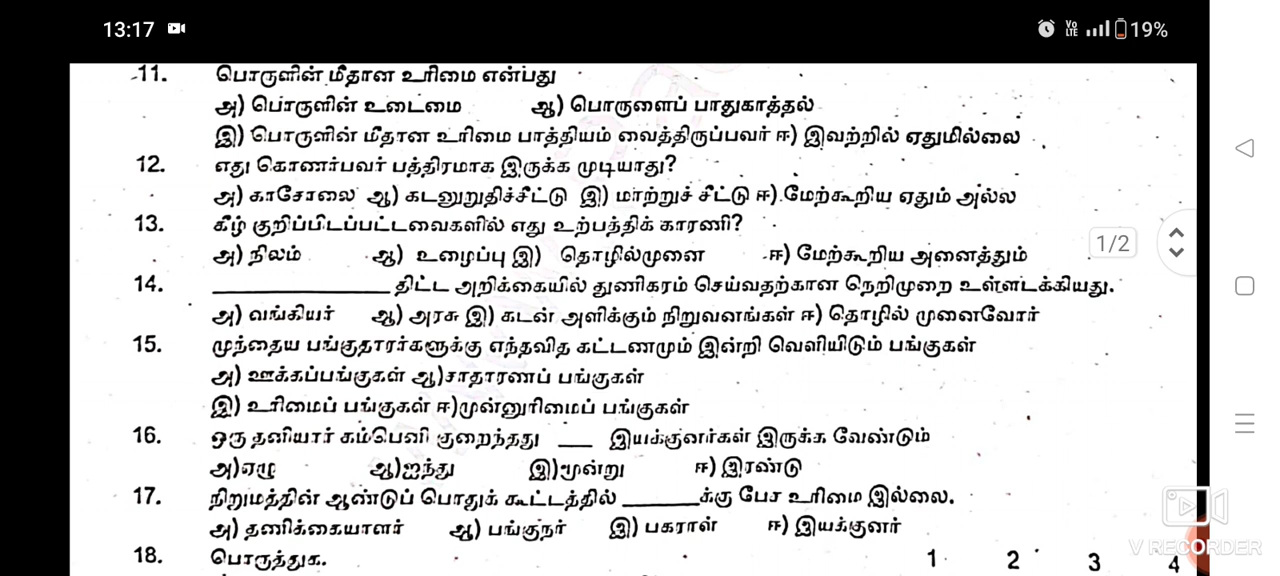 13:17 Vo LTE 19%
11. பொருளின் மீதான உரிமை என்பது
அ) பொருளின் உடைமை ஆ) பொருளைப் பாதுகாத்தல்
இ) பொருளின் மீதான உரிமை பாத்தியம் வைத்திருப்பவர் ஈ) இவற்றில் ஏதுமில்லை
12. எது கொணர்பவர் பத்திரமாக இருக்க முடியாது?
அ) காசோலை ஆ) கடனுறுதிச்சீட்டு இ) மாற்றுச் சீட்டு ஈ) மேற்கூறிய ஏதும் அல்ல
13. கீழ் குறிப்பிடப்பட்டவைகளில் எது உற்பத்திக் காரணி?
அ) நிலம் ஆ) உழைப்பு இ) தொழில்முனை ஈ) மேற்கூறிய அனைத்தும்
1/2
14. ____________ திட்ட அறிக்கையில் துணிகரம் செய்வதற்கான நெறிமுறை உள்ளடக்கியது.
அ) வங்கியர் ஆ) அரசு இ) கடன் அளிக்கும் நிறுவனங்கள் ஈ) தொழில் முனைவோர்
15. முந்தைய பங்குதாரர்களுக்கு எந்தவித கட்டணமும் இன்றி வெளியிடும் பங்குகள்
அ) ஊக்கப்பங்குகள் ஆ)சாதாரணப் பங்குகள்
இ) உரிமைப் பங்குகள் ஈ)முன்னுரிமைப் பங்குகள்
16. ஒரு தனியார் கம்பெனி குறைந்தது ___ இயக்குனர்கள் இருக்க வேண்டும்
அ)ஏழு ஆ)ஐந்து இ)மூன்று ஈ) இரண்டு
17. நிறுமத்தின் ஆண்டுப் பொதுக் கூட்டத்தில் ______க்கு பேச உரிமை இல்லை.
அ) தணிக்கையாளர் ஆ) பங்குநர் இ) பகராள் ஈ) இயக்குனர்
V RECORDER
18. பொருத்துக. 1 2 3 4